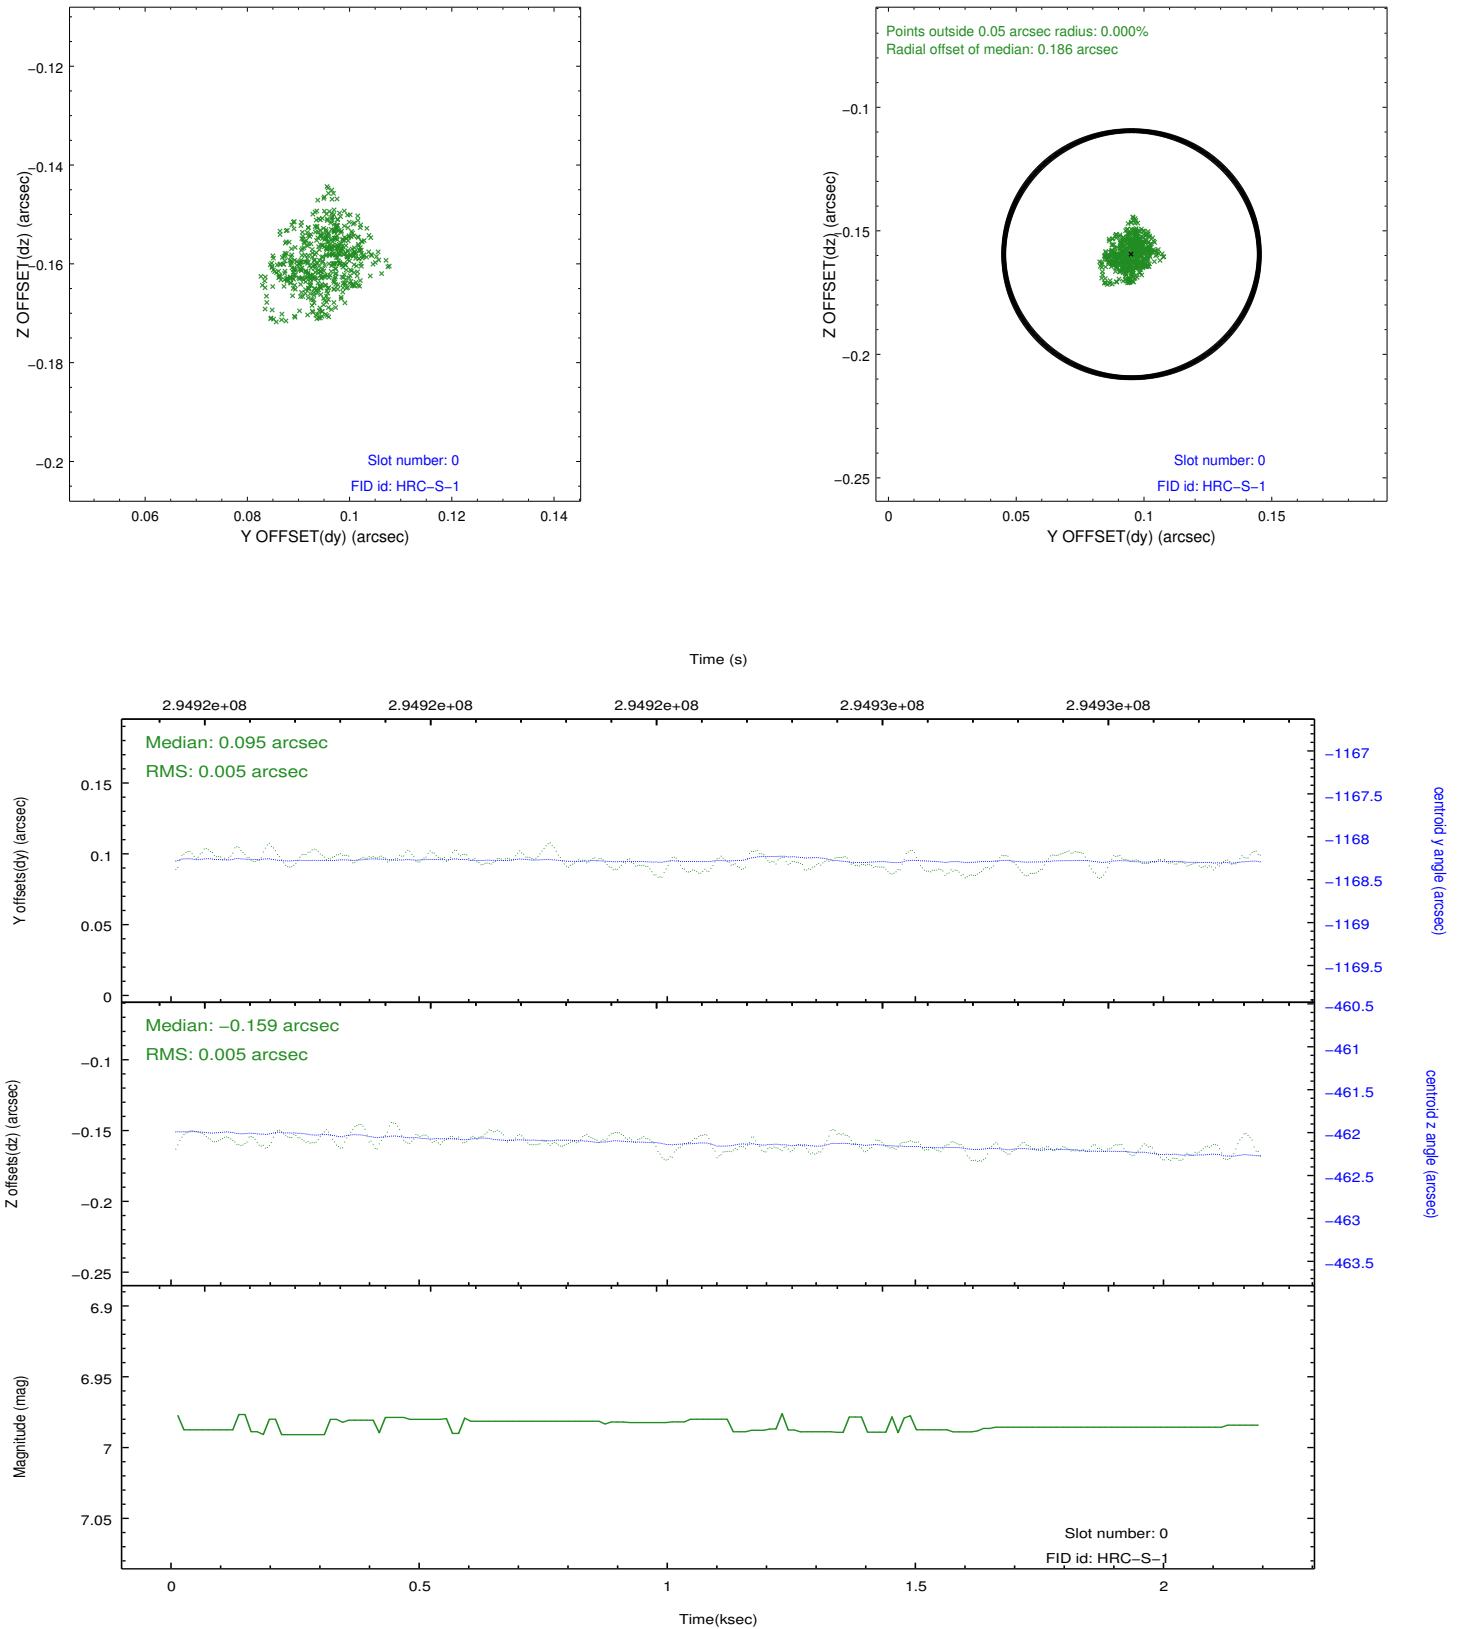 −0.12
−0.14
−0.16
−0.18
−0.2
Z OFFSET(dz) (arcsec)
Slot number: 0
FID id: HRC−S−1
0.06 0.08 0.1 0.12 0.14
Y OFFSET(dy) (arcsec)
Points outside 0.05 arcsec radius: 0.000%
Radial offset of median: 0.186 arcsec
−0.1
−0.15
−0.2
−0.25
Z OFFSET(dz) (arcsec)
Slot number: 0
FID id: HRC−S−1
0 0.05 0.1 0.15
Y OFFSET(dy) (arcsec)
Time (s)
2.9492e+08 2.9492e+08 2.9492e+08 2.9493e+08 2.9493e+08
Median: 0.095 arcsec
RMS: 0.005 arcsec
0.15
0.1
0.05
0
Y offsets(dy) (arcsec)
−1167
−1167.5
−1168
−1168.5
−1169
−1169.5
centroid y angle (arcsec)
Median: −0.159 arcsec
RMS: 0.005 arcsec
−0.1
−0.15
−0.2
−0.25
Z offsets(dz) (arcsec)
−460.5
−461
−461.5
−462
−462.5
−463
−463.5
centroid z angle (arcsec)
6.9
6.95
7
7.05
Magnitude (mag)
Slot number: 0
FID id: HRC−S−1
0 0.5 1 1.5 2
Time(ksec)